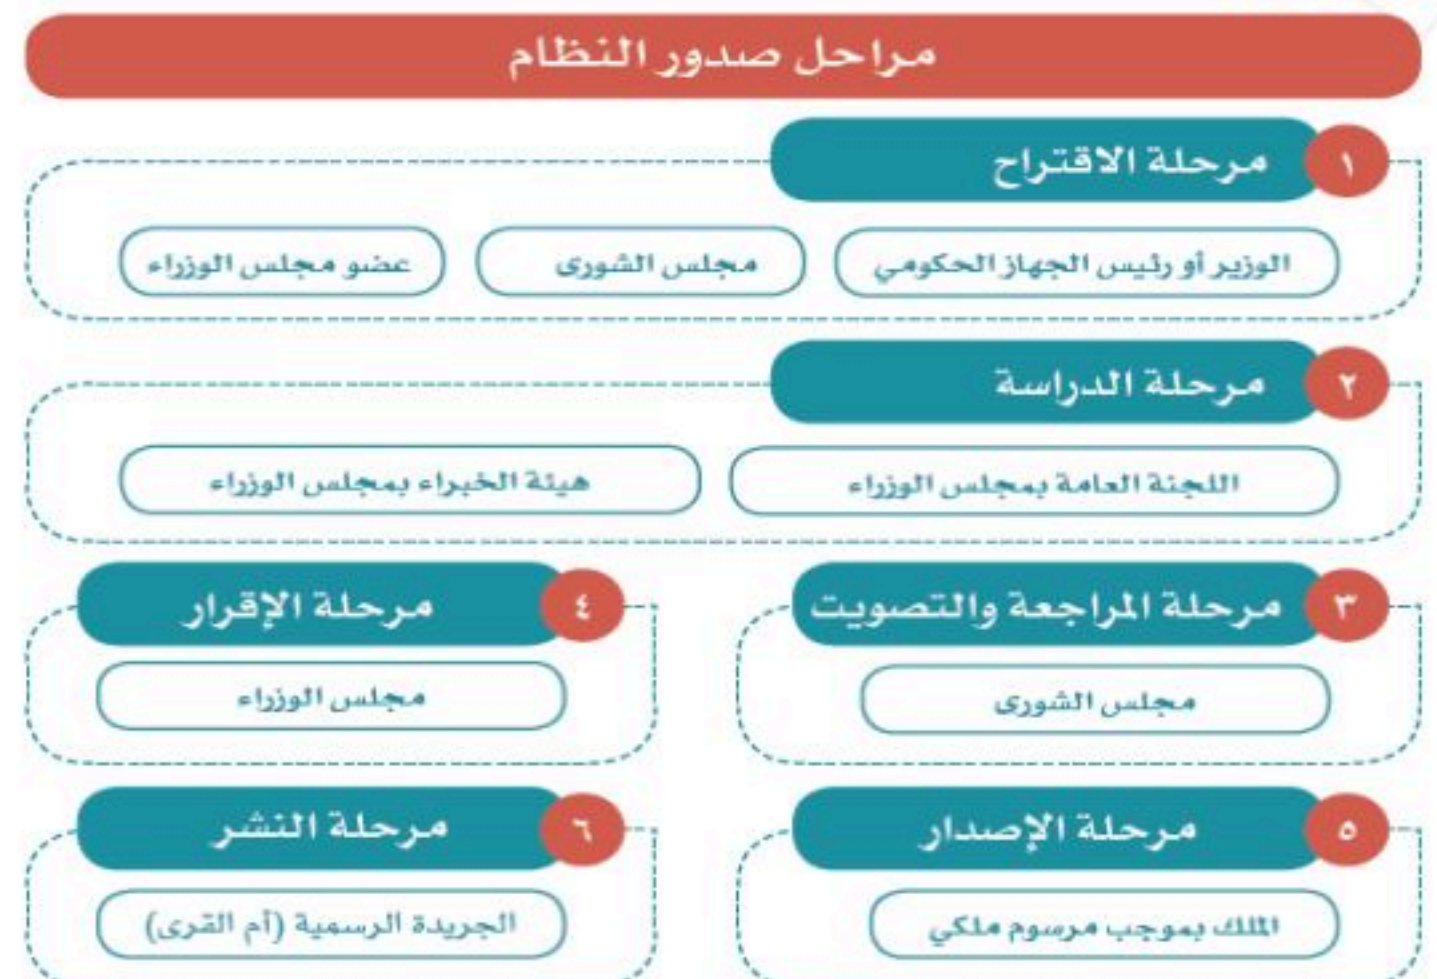 مراحل صدور النظام
١ مرحلة الاقتراح
الوزير أو رئيس الجهاز الحكومي
مجلس الشورى
عضو مجلس الوزراء
٢ مرحلة الدراسة
اللجنة العامة بمجلس الوزراء
هيئة الخبراء بمجلس الوزراء
٣ مرحلة المراجعة والتصويت
مجلس الشورى
٤ مرحلة الإقرار
مجلس الوزراء
٥ مرحلة الإصدار
الملك بموجب مرسوم ملكي
٦ مرحلة النشر
الجريدة الرسمية (أم القرى)